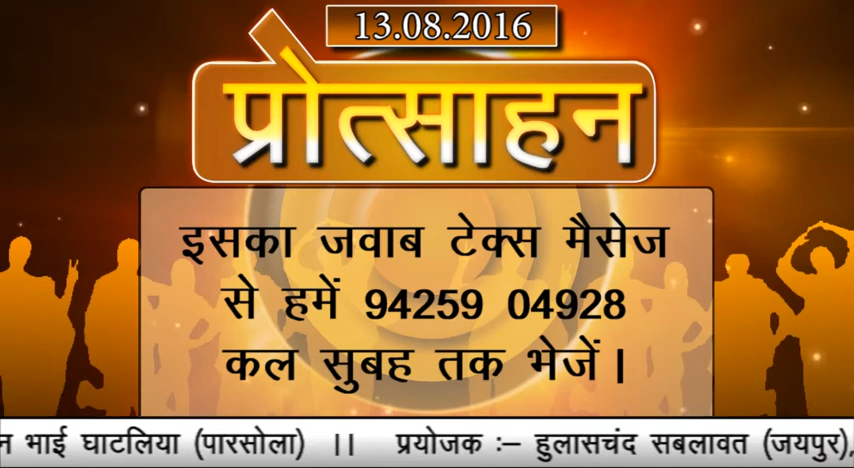 13.08.2016
प्रोत्साहन
इसका जवाब टेक्स मैसेज
से हमें 94259 04928
कल सुबह तक भेजें।
न भाई घाटलिया (पारसोला) ।। प्रयोजक :– हुलासचंद सबलावत (जयपुर),